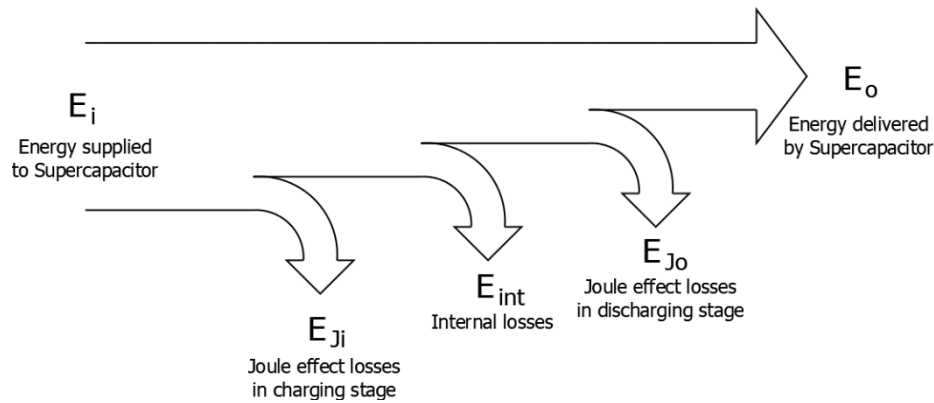 E_i
Energy supplied
to Supercapacitor
E_Ji
Joule effect losses
in charging stage
E_int
Internal losses
E_Jo
Joule effect losses
in discharging stage
E_o
Energy delivered
by Supercapacitor